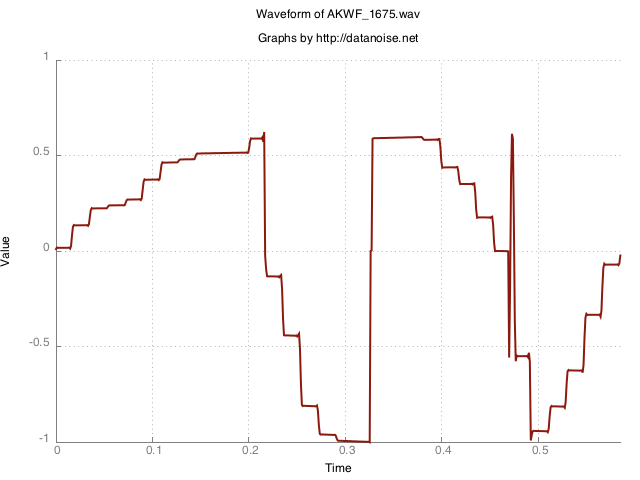 Waveform of AKWF_1675.wav
Graphs by http://datanoise.net
1
0.5
0
-0.5
-1
Value
0 0.1 0.2 0.3 0.4 0.5
Time